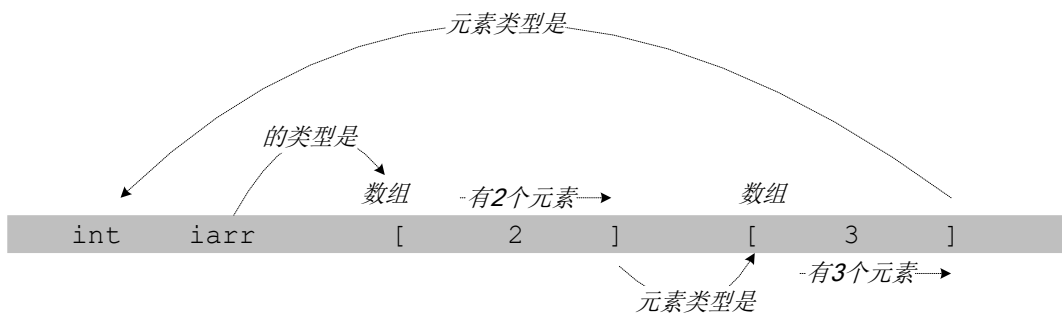 元素类型是
的类型是
数组 有2个元素 数组
int iarr [ 2 ] [ 3 ]
元素类型是 有3个元素